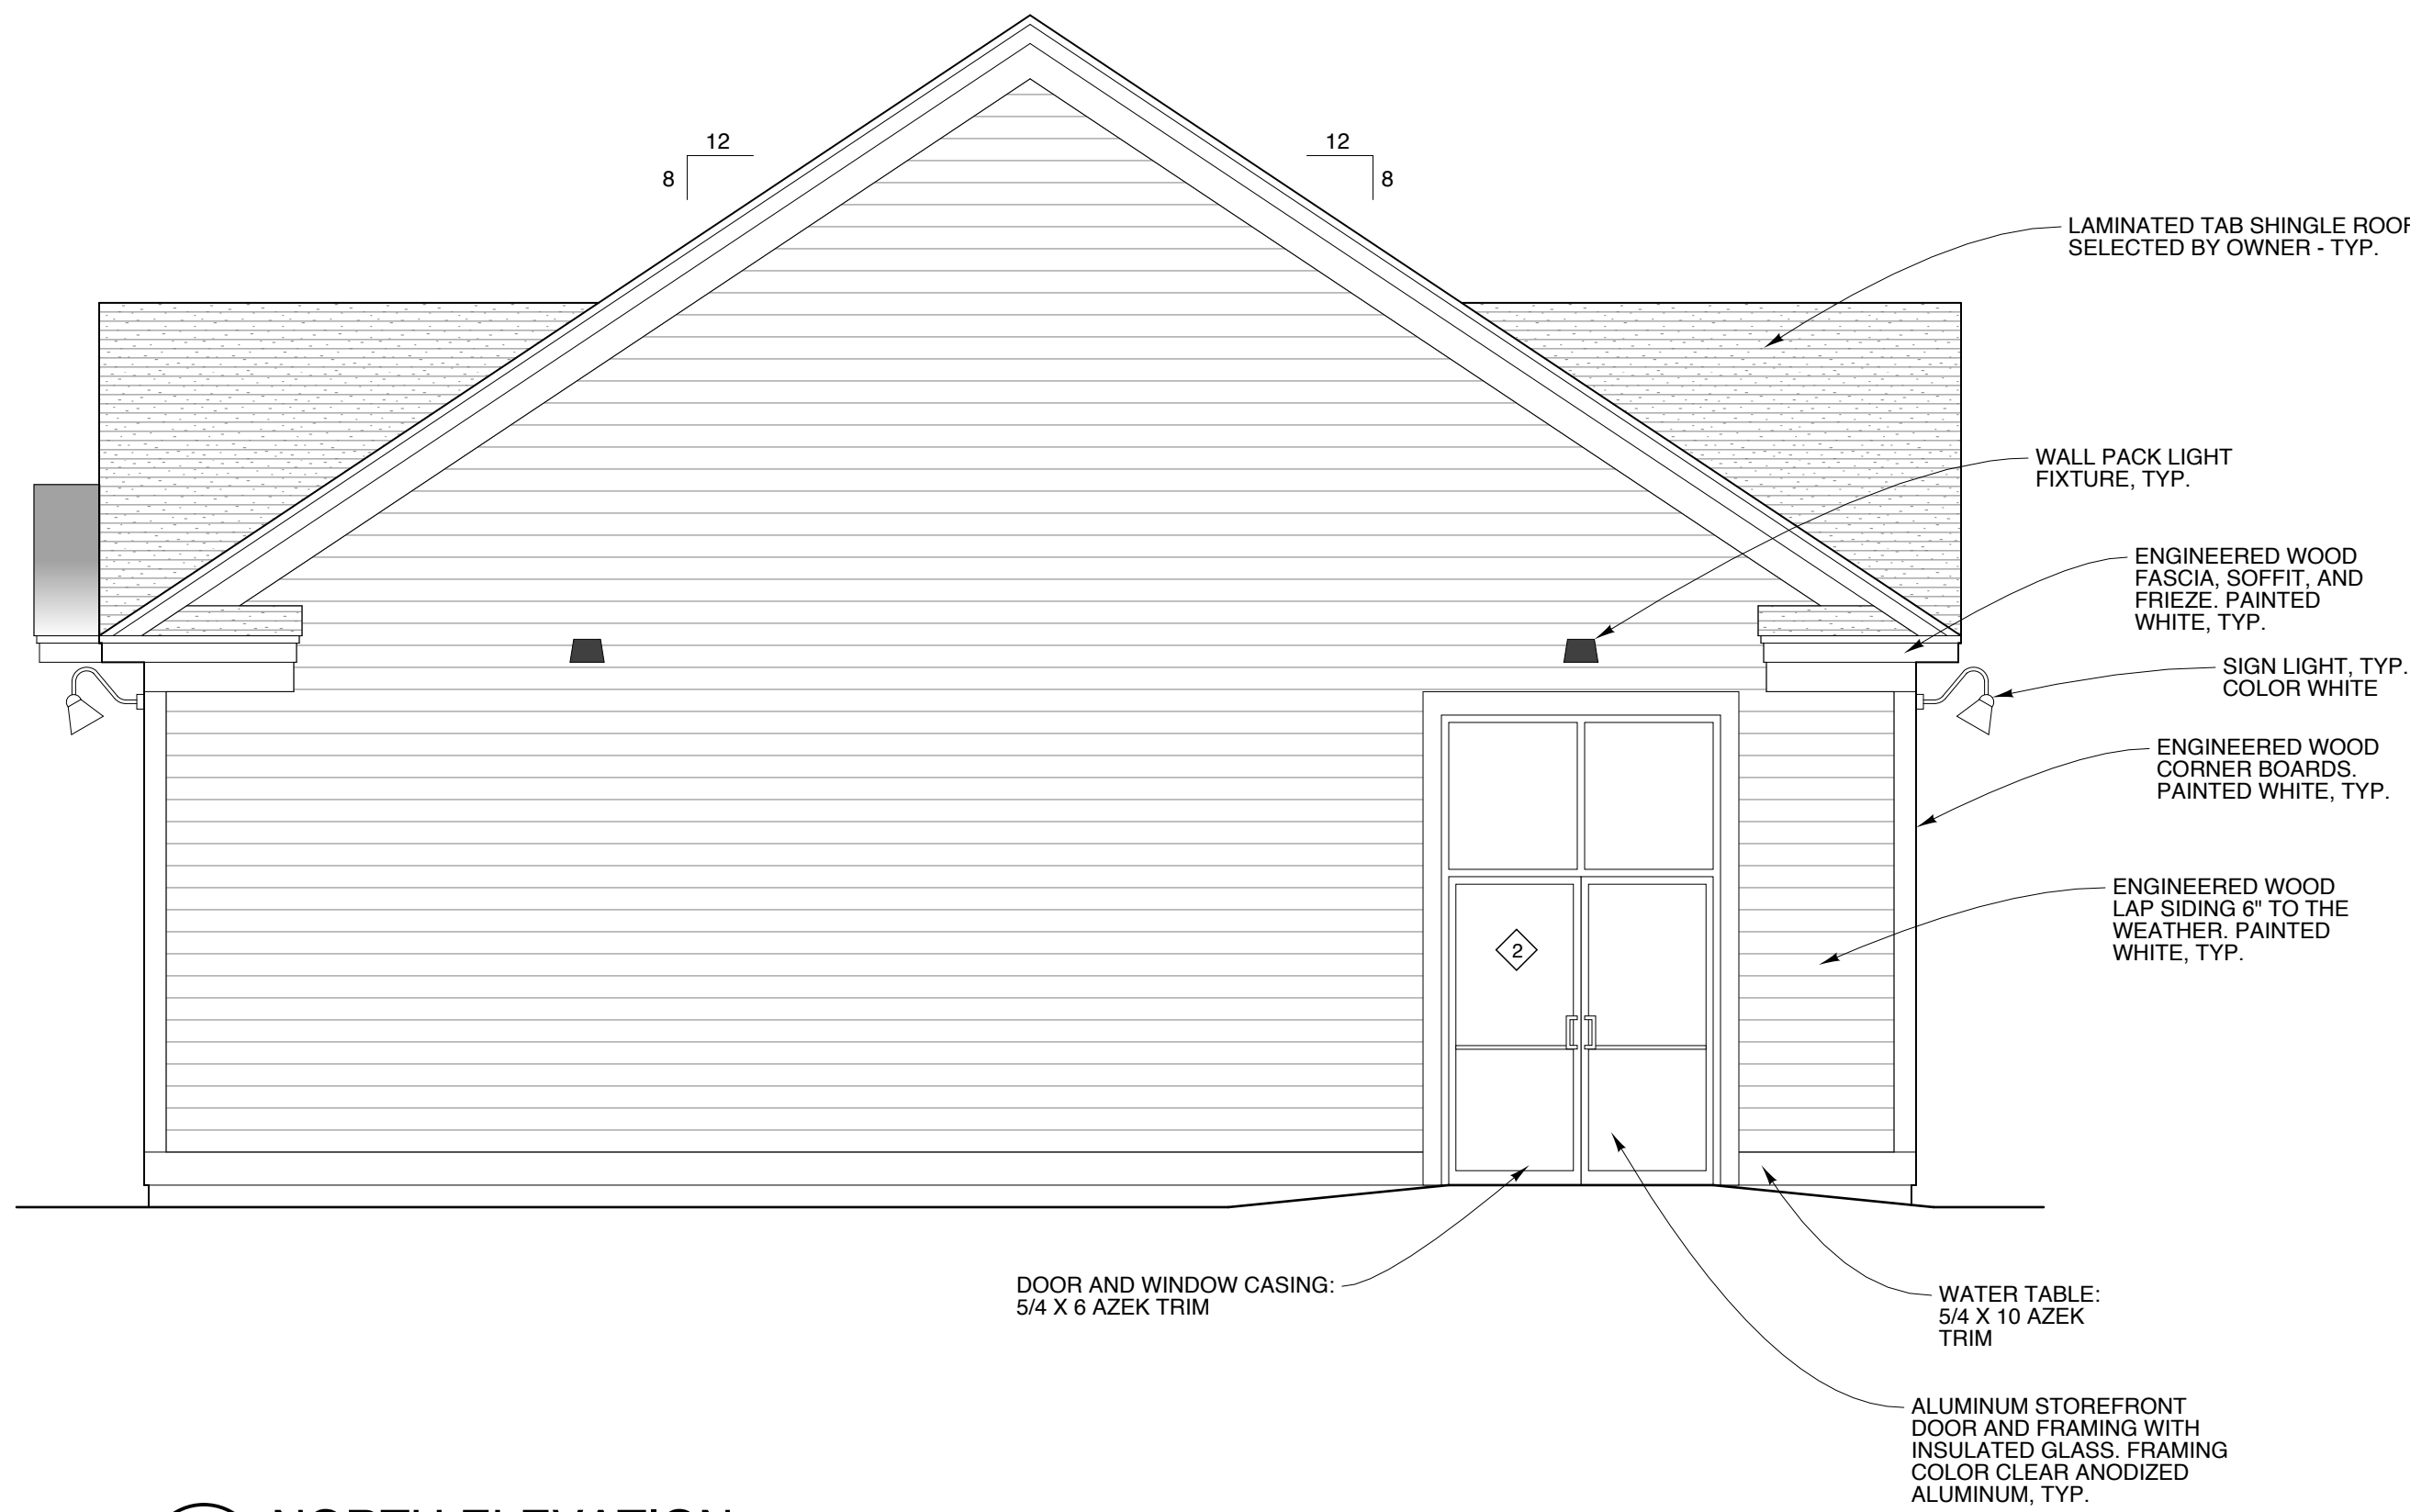 12
8
12
8
LAMINATED TAB SHINGLE ROOF
SELECTED BY OWNER - TYP.
WALL PACK LIGHT
FIXTURE, TYP.
ENGINEERED WOOD
FASCIA, SOFFIT, AND
FRIEZE. PAINTED
WHITE, TYP.
SIGN LIGHT, TYP.
COLOR WHITE
ENGINEERED WOOD
CORNER BOARDS.
PAINTED WHITE, TYP.
ENGINEERED WOOD
LAP SIDING 6" TO THE
WEATHER. PAINTED
WHITE, TYP.
2
DOOR AND WINDOW CASING:
5/4 X 6 AZEK TRIM
WATER TABLE:
5/4 X 10 AZEK
TRIM
ALUMINUM STOREFRONT
DOOR AND FRAMING WITH
INSULATED GLASS. FRAMING
COLOR CLEAR ANODIZED
ALUMINUM, TYP.
NORTH ELEVATION